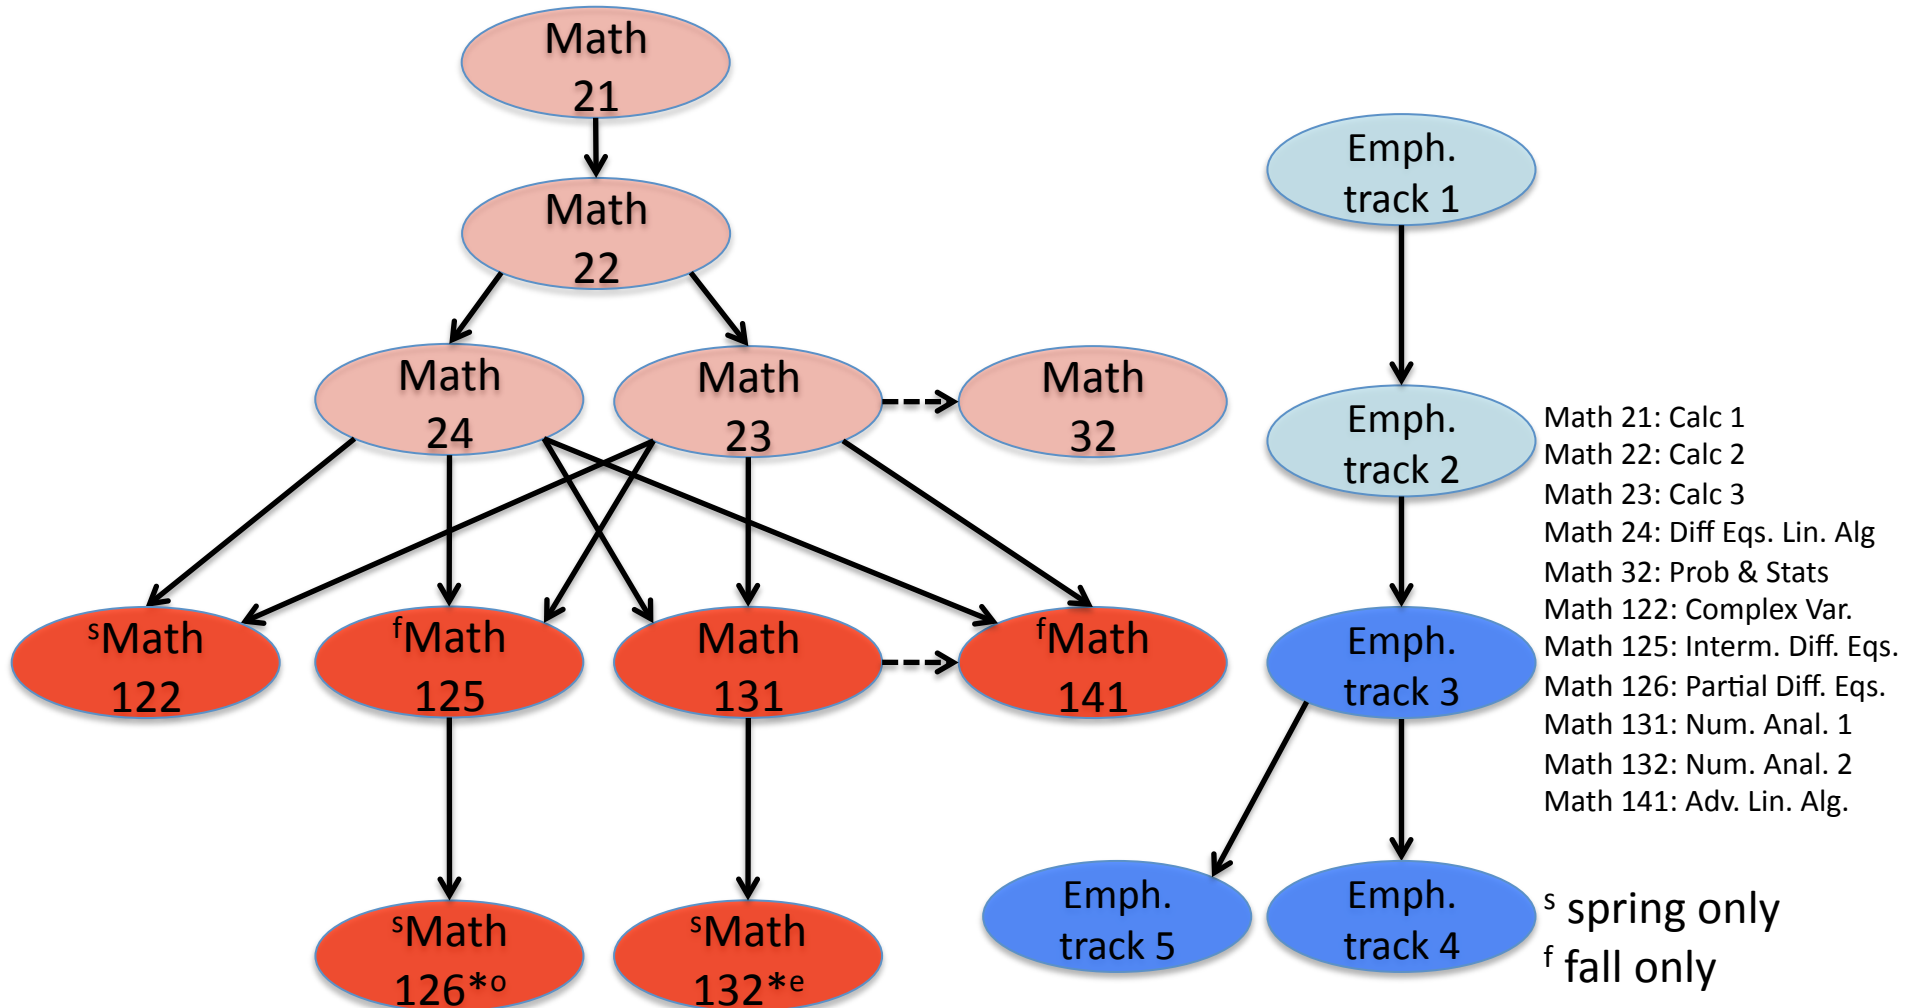 Math
21
Math
22
Math
24
Math
23
Math
32
sMath
122
fMath
125
Math
131
fMath
141
sMath
126*o
sMath
132*e
Emph.
track 1
Emph.
track 2
Emph.
track 3
Emph.
track 5
Emph.
track 4
Math 21: Calc 1
Math 22: Calc 2
Math 23: Calc 3
Math 24: Diff Eqs. Lin. Alg
Math 32: Prob & Stats
Math 122: Complex Var.
Math 125: Interm. Diff. Eqs.
Math 126: Partial Diff. Eqs.
Math 131: Num. Anal. 1
Math 132: Num. Anal. 2
Math 141: Adv. Lin. Alg.
s spring only
f fall only